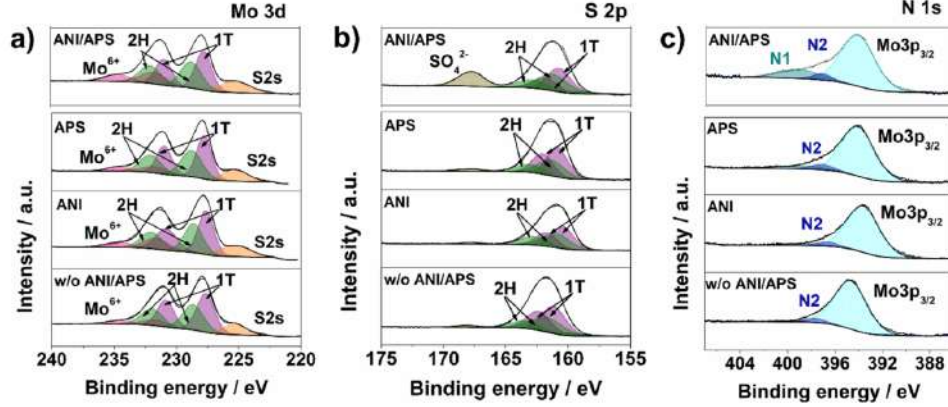 a)
Mo 3d
Intensity / a.u.
ANI/APS
2H
1T
Mo6+
S2s
APS
2H
1T
Mo6+
S2s
ANI
2H
1T
Mo6+
S2s
w/o ANI/APS
2H
1T
Mo6+
S2s
240 235 230 225 220
Binding energy / eV
b)
S 2p
Intensity / a.u.
ANI/APS
SO42-
2H
1T
APS
2H
1T
ANI
2H
1T
w/o ANI/APS
2H
1T
175 170 165 160 155
Binding energy / eV
c)
N 1s
Intensity / a.u.
ANI/APS
N1
N2
Mo3p3/2
APS
N2
Mo3p3/2
ANI
N2
Mo3p3/2
w/o ANI/APS
N2
Mo3p3/2
404 400 396 392 388
Binding energy / eV